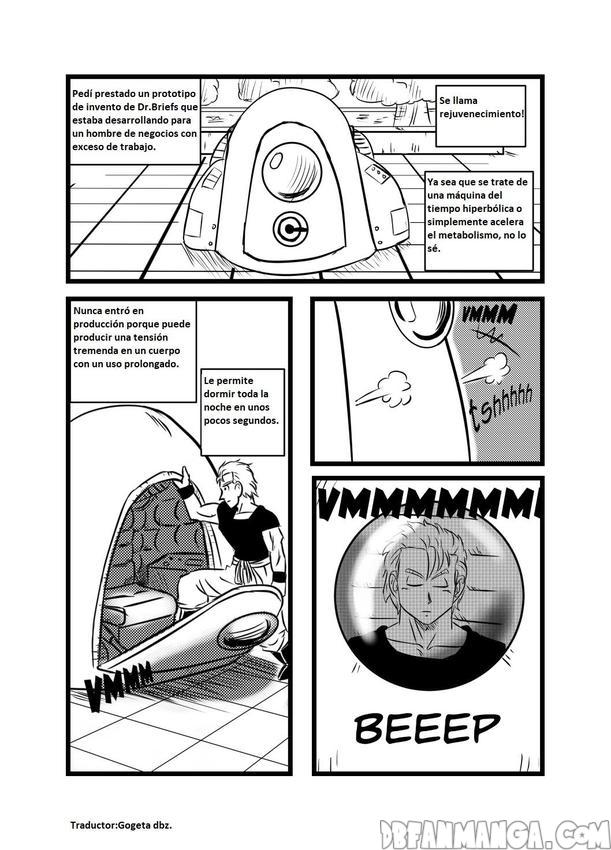 Pedí prestado un prototipo
de invento de Dr.Briefs que
estaba desarrollando para
un hombre de negocios con
exceso de trabajo.
Se llama
rejuvenecimiento!
Ya sea que se trate de
una máquina del
tiempo hiperbólica o
simplemente acelera
el metabolismo, no lo
sé.
Nunca entró en
producción porque puede
producir una tensión
tremenda en un cuerpo
con un uso prolongado.
Le permite
dormir toda la
noche en unos
pocos segundos.
VMMM
VMMM
tshhhhh
VMMMMMMM
BEEEP
Traductor:Gogeta dbz.
DBFANMANGA.COM